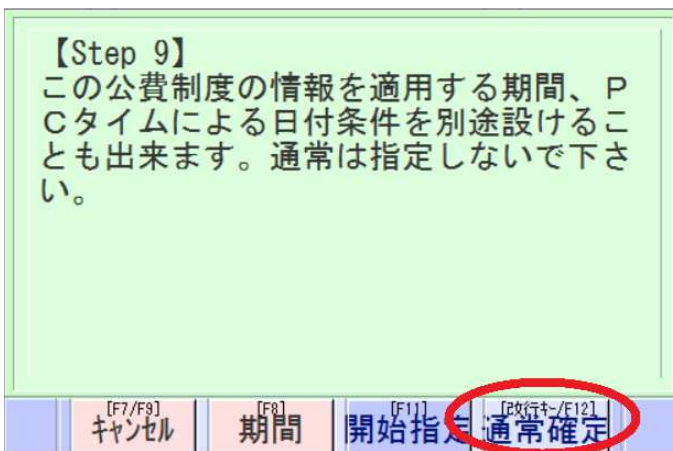 【Step 9】
この公費制度の情報を適用する期間、P
Cタイムによる日付条件を別途設けるこ
とも出来ます。通常は指定しないで下さ
い。
[F7/F9] [F8] [F11] [改行キー/F12]
キャンセル 期間 開始指定 通常確定